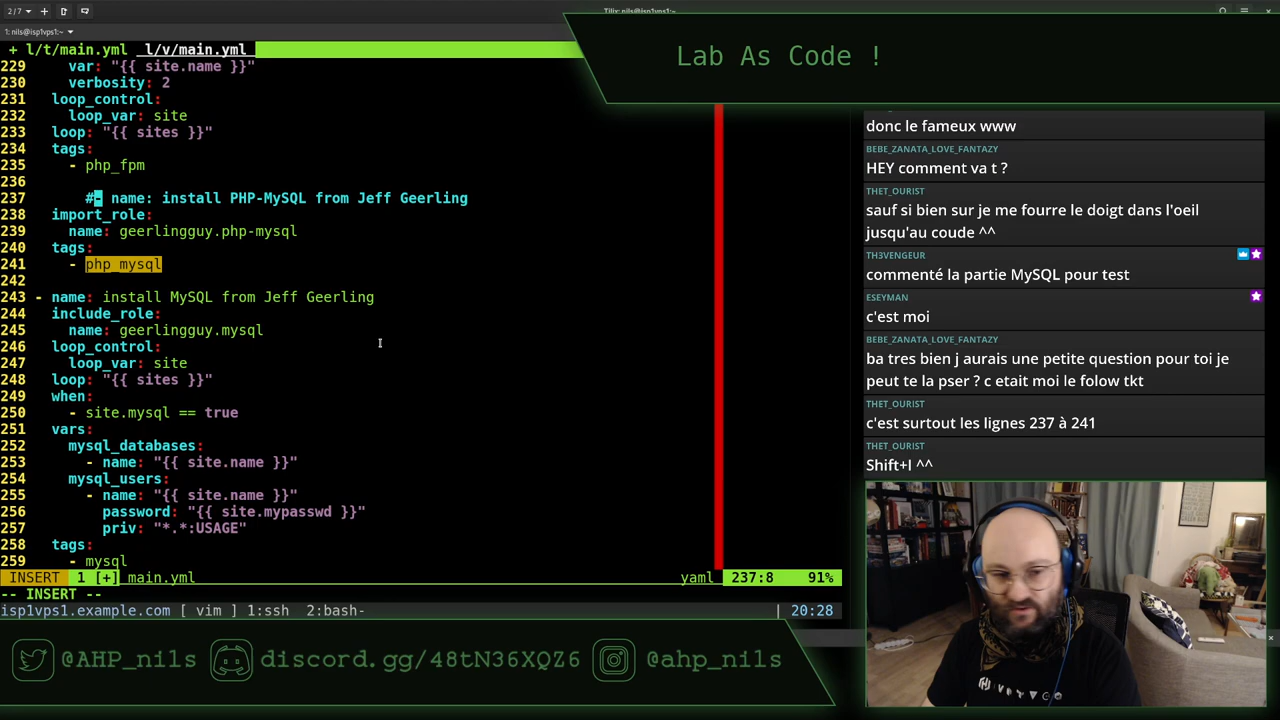 2/7
Tilix: nils@isp1vps1:~
1: nils@isp1vps1:~
+ l/t/main.yml l/v/main.yml
229 var: "{{ site.name }}"
230 verbosity: 2
231 loop_control:
232 loop_var: site
233 loop: "{{ sites }}"
234 tags:
235 - php_fpm
236
237 #- name: install PHP-MySQL from Jeff Geerling
238 import_role:
239 name: geerlingguy.php-mysql
240 tags:
241 - php_mysql
242
243 - name: install MySQL from Jeff Geerling
244 include_role:
245 name: geerlingguy.mysql
246 loop_control:
247 loop_var: site
248 loop: "{{ sites }}"
249 when:
250 - site.mysql == true
251 vars:
252 mysql_databases:
253 - name: "{{ site.name }}"
254 mysql_users:
255 - name: "{{ site.name }}"
256 password: "{{ site.mypasswd }}"
257 priv: "*.*:USAGE"
258 tags:
259 - mysql
INSERT 1 [+] main.yml yaml 237:8 91%
-- INSERT --
isp1vps1.example.com [ vim ] 1:ssh 2:bash- | 20:28
Lab As Code !
donc le fameux www
BEBE_ZANATA_LOVE_FANTAZY
HEY comment va t ?
THET_OURIST
sauf si bien sur je me fourre le doigt dans l'oeil
jusqu'au coude ^^
TH3VENGEUR
commenté la partie MySQL pour test
ESEYMAN
c'est moi
BEBE_ZANATA_LOVE_FANTAZY
ba tres bien j aurais une petite question pour toi je
peut te la pser ? c etait moi le folow tkt
THET_OURIST
c'est surtout les lignes 237 à 241
THET_OURIST
Shift+I ^^
@AHP_nils discord.gg/48tN36XQZ6 @ahp_nils